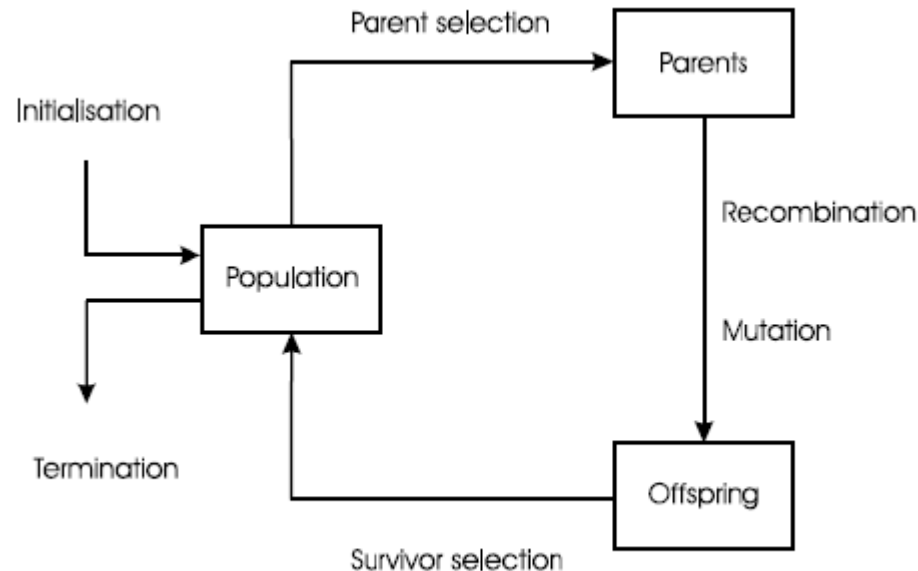 Parent selection
Parents
Initialisation
Recombination
Population
Mutation
Termination
Offspring
Survivor selection